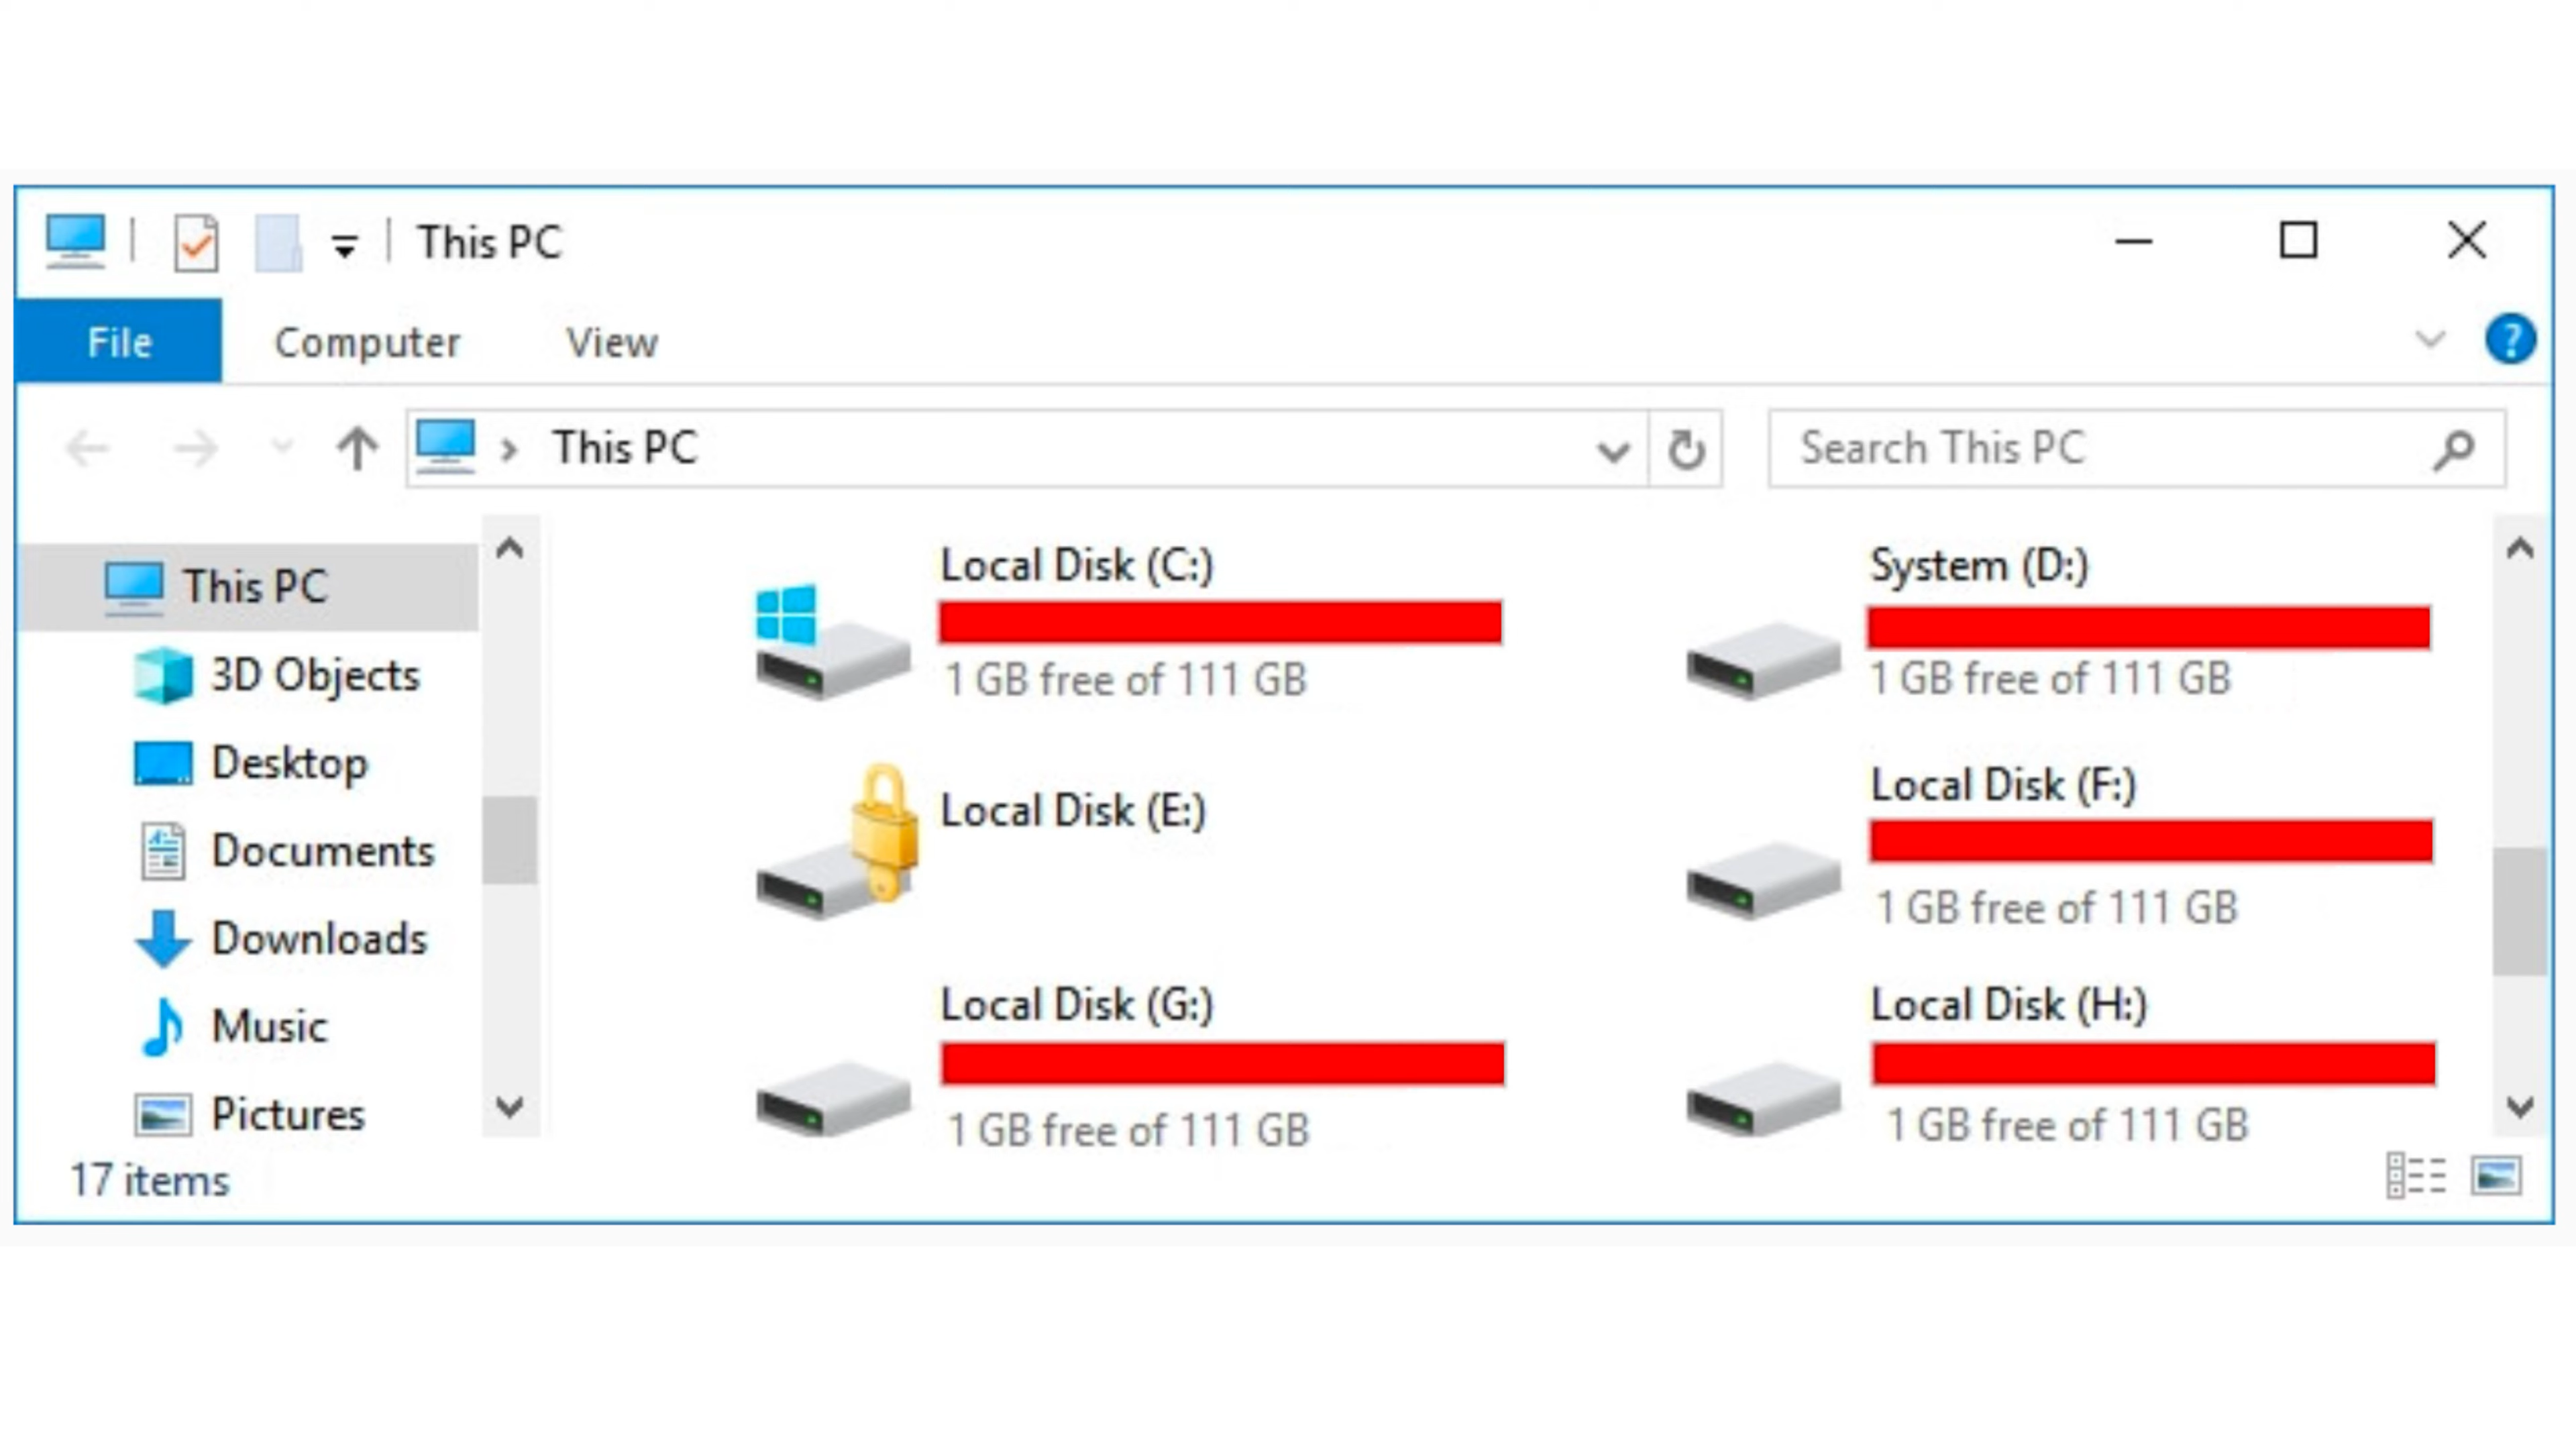 This PC
File Computer View
This PC
Search This PC
This PC
3D Objects
Desktop
Documents
Downloads
Music
Pictures
Local Disk (C:)
1 GB free of 111 GB
System (D:)
1 GB free of 111 GB
Local Disk (E:)
Local Disk (F:)
1 GB free of 111 GB
Local Disk (G:)
1 GB free of 111 GB
Local Disk (H:)
1 GB free of 111 GB
17 items